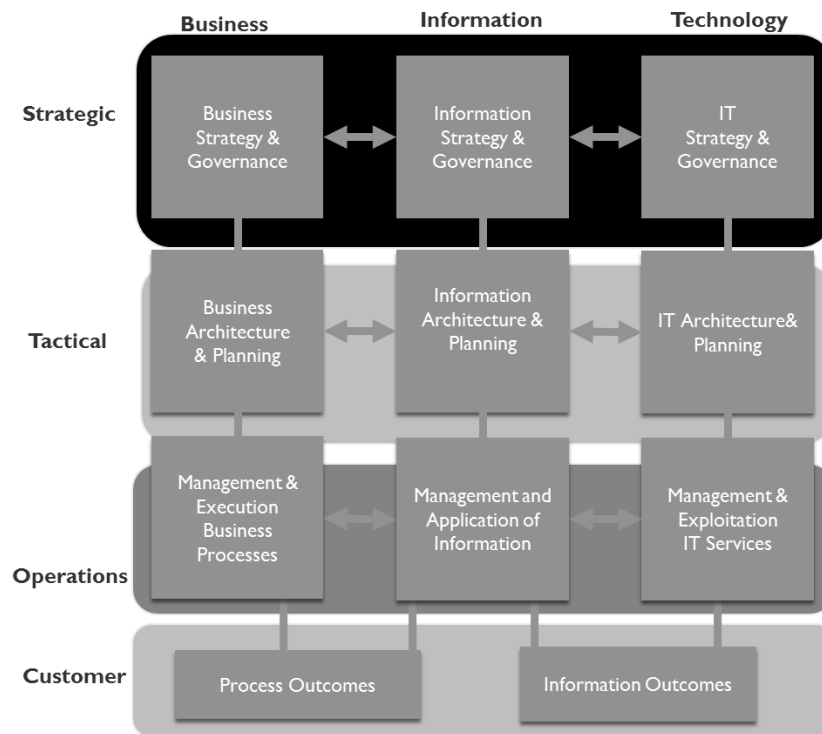 Business
Information
Technology
Strategic
Business
Strategy &
Governance
Information
Strategy &
Governance
IT
Strategy &
Governance
Tactical
Business
Architecture
& Planning
Information
Architecture &
Planning
IT Architecture&
Planning
Operations
Management &
Execution
Business
Processes
Management and
Application of
Information
Management &
Exploitation
IT Services
Customer
Process Outcomes
Information Outcomes